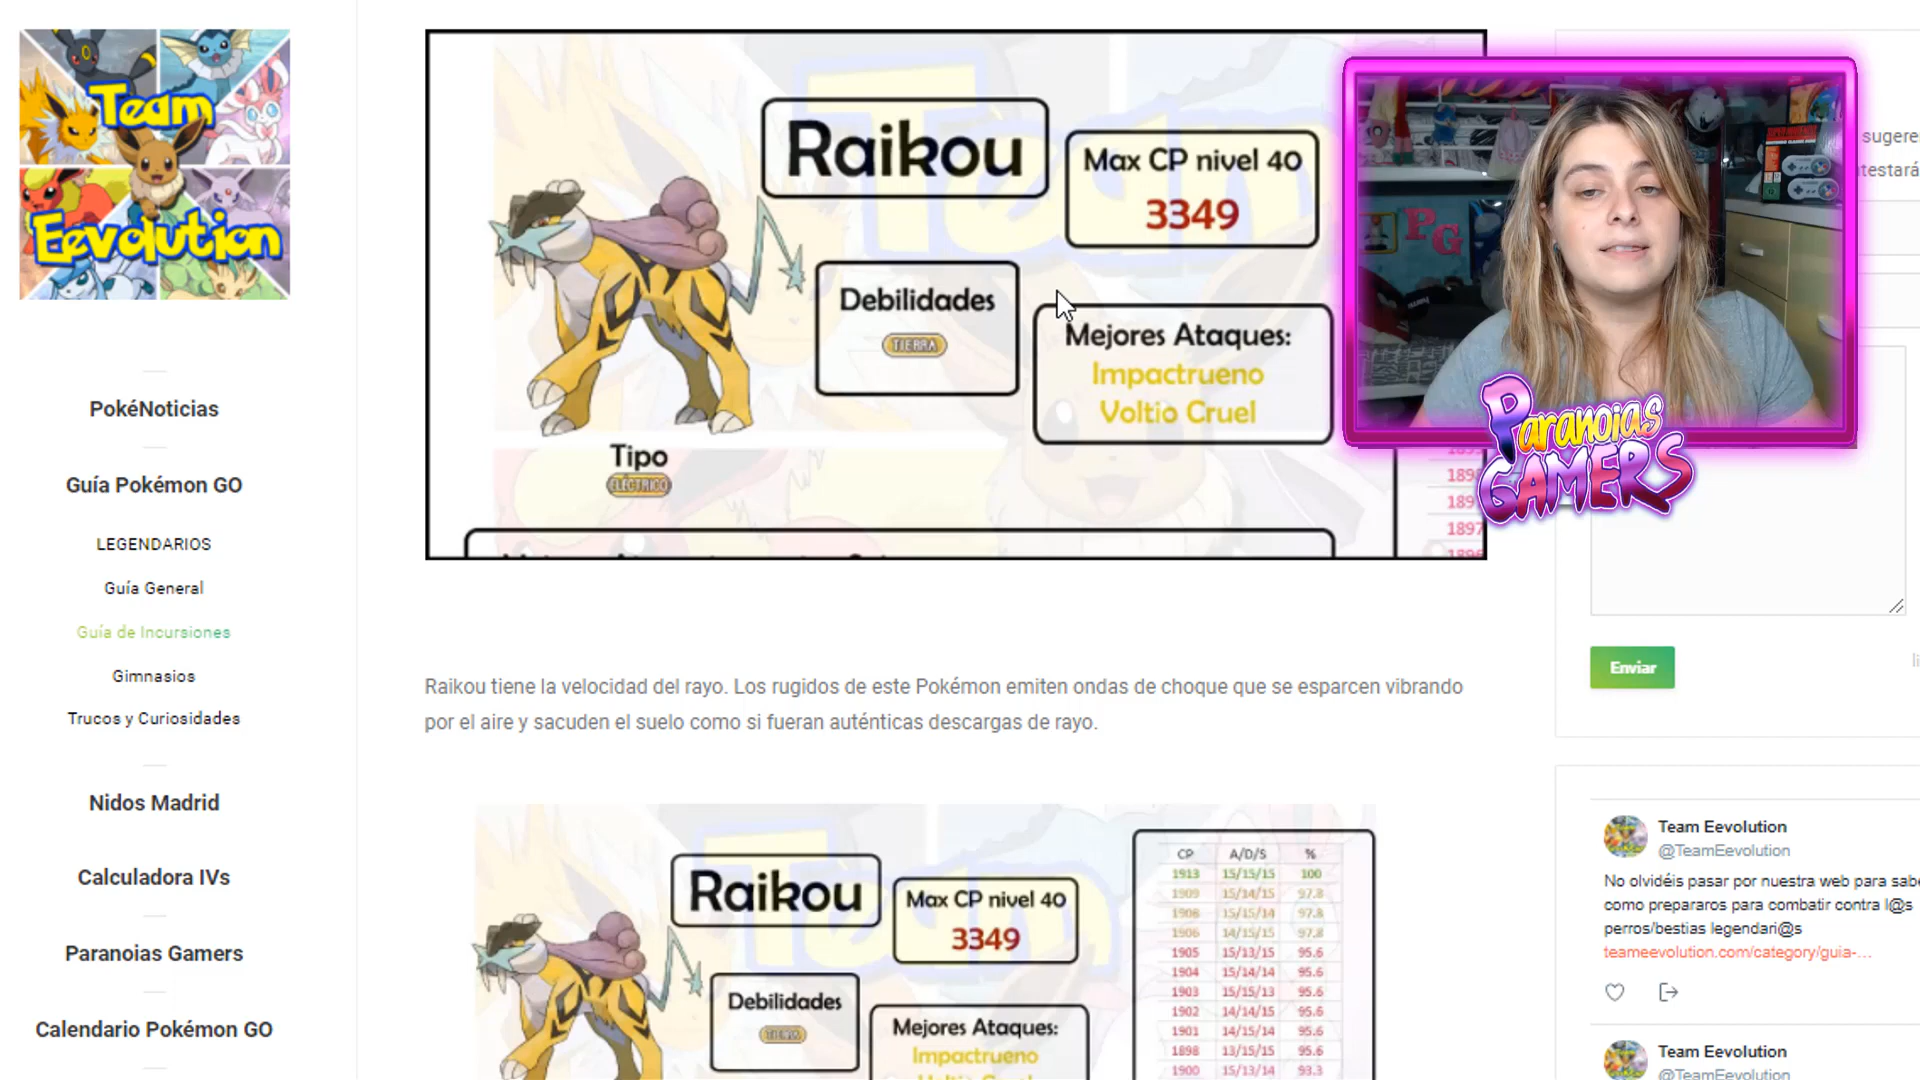 Team
Eevolution
PokéNoticias
Guía Pokémon GO
LEGENDARIOS
Guía General
Guía de Incursiones
Gimnasios
Trucos y Curiosidades
Nidos Madrid
Calculadora IVs
Paranoias Gamers
Calendario Pokémon GO
Raikou
Max CP nivel 40
3349
Debilidades
TIERRA
Mejores Ataques:
Impactrueno
Voltio Cruel
Tipo
ELÉCTRICO
1897
Raikou tiene la velocidad del rayo. Los rugidos de este Pokémon emiten ondas de choque que se esparcen vibrando
por el aire y sacuden el suelo como si fueran auténticas descargas de rayo.
Raikou
Max CP nivel 40
3349
Debilidades
TIERRA
Mejores Ataques:
Impactrueno
CP A/D/S %
1913 15/15/15 100
1909 15/14/15 97.8
1908 15/15/14 97.8
1906 14/15/15 97.8
1905 15/13/15 95.6
1904 15/14/14 95.6
1903 15/15/13 95.6
1902 14/14/15 95.6
1901 14/15/14 95.6
1898 13/15/15 95.6
1900 15/13/14 93.3
PG
Paranoias
GAMERS
Enviar
Team Eevolution
@TeamEevolution
No olvidéis pasar por nuestra web para sabe
como prepararos para combatir contra l@s
perros/bestias legendari@s
teameevolution.com/category/guia-...
Team Eevolution
@TeamEevolution